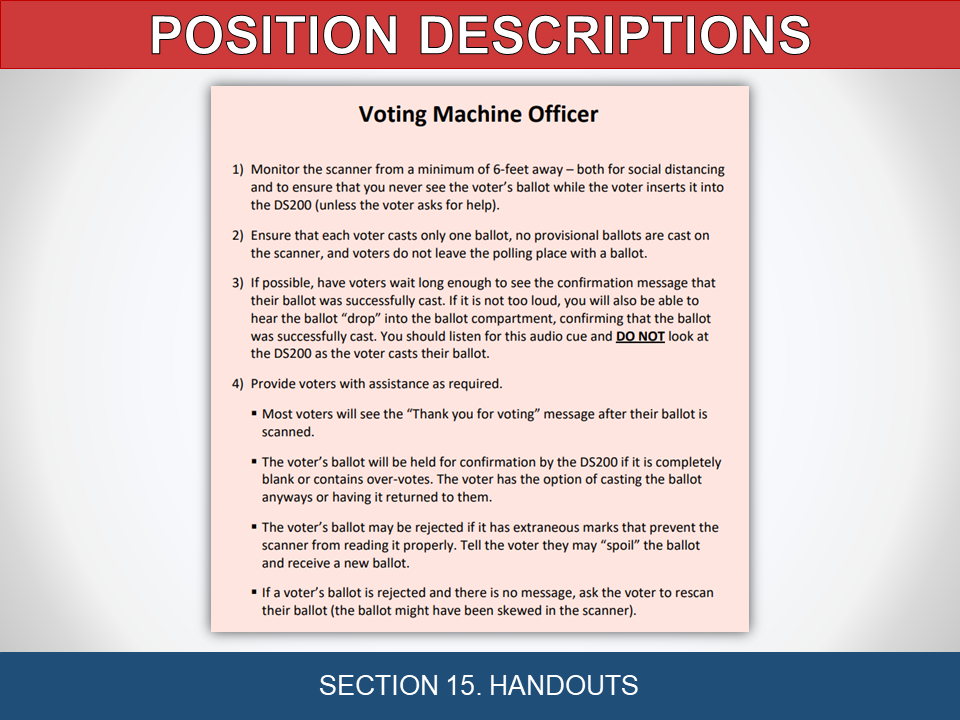 POSITION DESCRIPTIONS
Voting Machine Officer
1) Monitor the scanner from a minimum of 6-feet away – both for social distancing
and to ensure that you never see the voter's ballot while the voter inserts it into
the DS200 (unless the voter asks for help).
2) Ensure that each voter casts only one ballot, no provisional ballots are cast on
the scanner, and voters do not leave the polling place with a ballot.
3) If possible, have voters wait long enough to see the confirmation message that
their ballot was successfully cast. If it is not too loud, you will also be able to
hear the ballot “drop” into the ballot compartment, confirming that the ballot
was successfully cast. You should listen for this audio cue and DO NOT look at
the DS200 as the voter casts their ballot.
4) Provide voters with assistance as required.
▪ Most voters will see the “Thank you for voting” message after their ballot is
scanned.
▪ The voter's ballot will be held for confirmation by the DS200 if it is completely
blank or contains over-votes. The voter has the option of casting the ballot
anyways or having it returned to them.
▪ The voter's ballot may be rejected if it has extraneous marks that prevent the
scanner from reading it properly. Tell the voter they may “spoil” the ballot
and receive a new ballot.
▪ If a voter's ballot is rejected and there is no message, ask the voter to rescan
their ballot (the ballot might have been skewed in the scanner).
SECTION 15. HANDOUTS